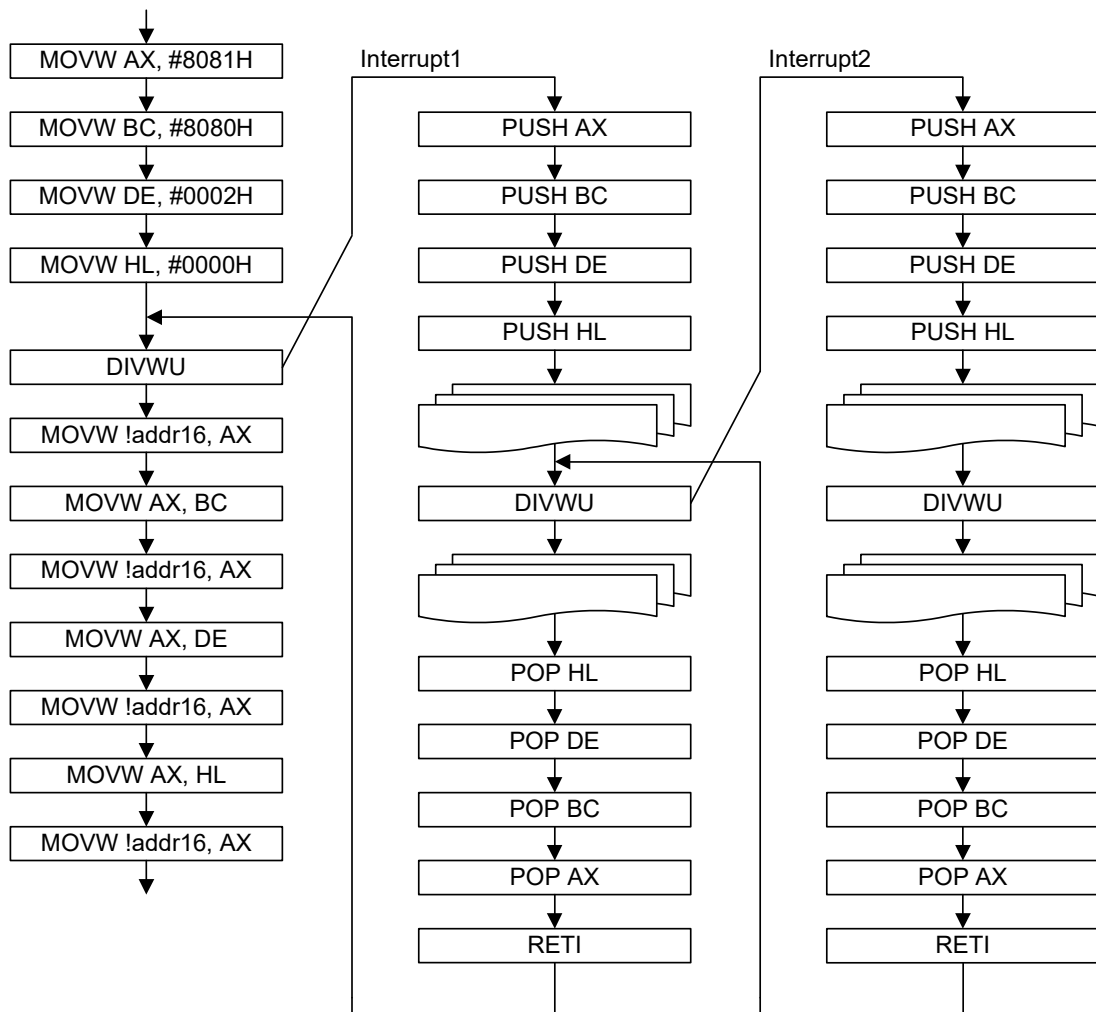 MOVW AX, #8081H
MOVW BC, #8080H
MOVW DE, #0002H
MOVW HL, #0000H
DIVWU
MOVW !addr16, AX
MOVW AX, BC
MOVW !addr16, AX
MOVW AX, DE
MOVW !addr16, AX
MOVW AX, HL
MOVW !addr16, AX
Interrupt1
PUSH AX
PUSH BC
PUSH DE
PUSH HL
DIVWU
POP HL
POP DE
POP BC
POP AX
RETI
Interrupt2
PUSH AX
PUSH BC
PUSH DE
PUSH HL
DIVWU
POP HL
POP DE
POP BC
POP AX
RETI